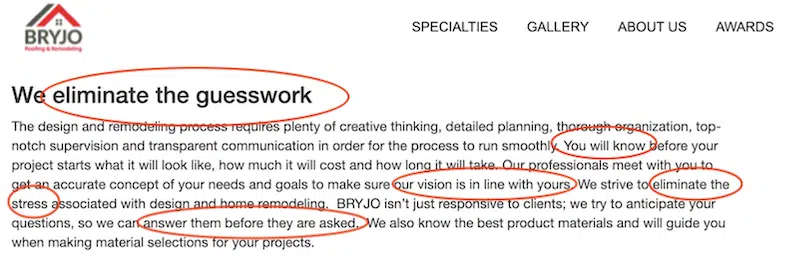 BRYJO
Roofing & Remodeling
SPECIALTIES GALLERY ABOUT US AWARDS
We eliminate the guesswork
The design and remodeling process requires plenty of creative thinking, detailed planning, thorough organization, top-
notch supervision and transparent communication in order for the process to run smoothly. You will know before your
project starts what it will look like, how much it will cost and how long it will take. Our professionals meet with you to
get an accurate concept of your needs and goals to make sure our vision is in line with yours. We strive to eliminate the
stress associated with design and home remodeling. BRYJO isn't just responsive to clients; we try to anticipate your
questions, so we can answer them before they are asked. We also know the best product materials and will guide you
when making material selections for your projects.